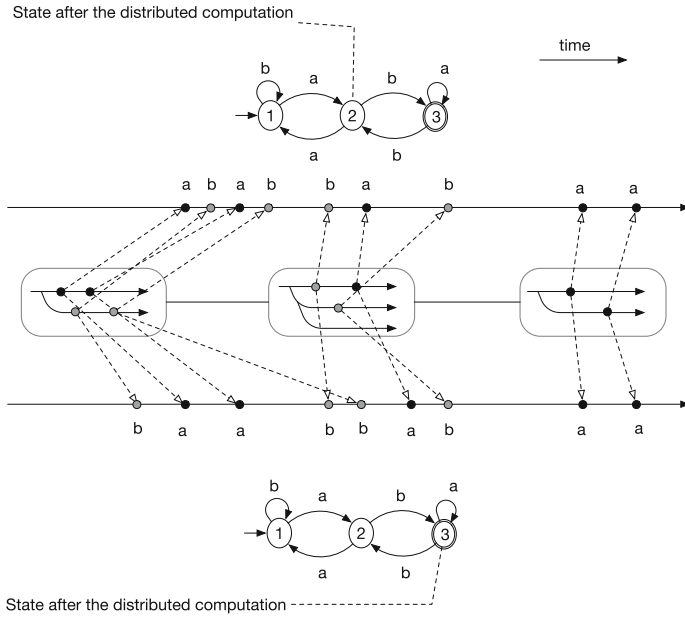 State after the distributed computation
time
b a b a
1 2 3
a b
a b a b b a b a a
b a a b b a b a a
b a b a
1 2 3
a b
State after the distributed computation